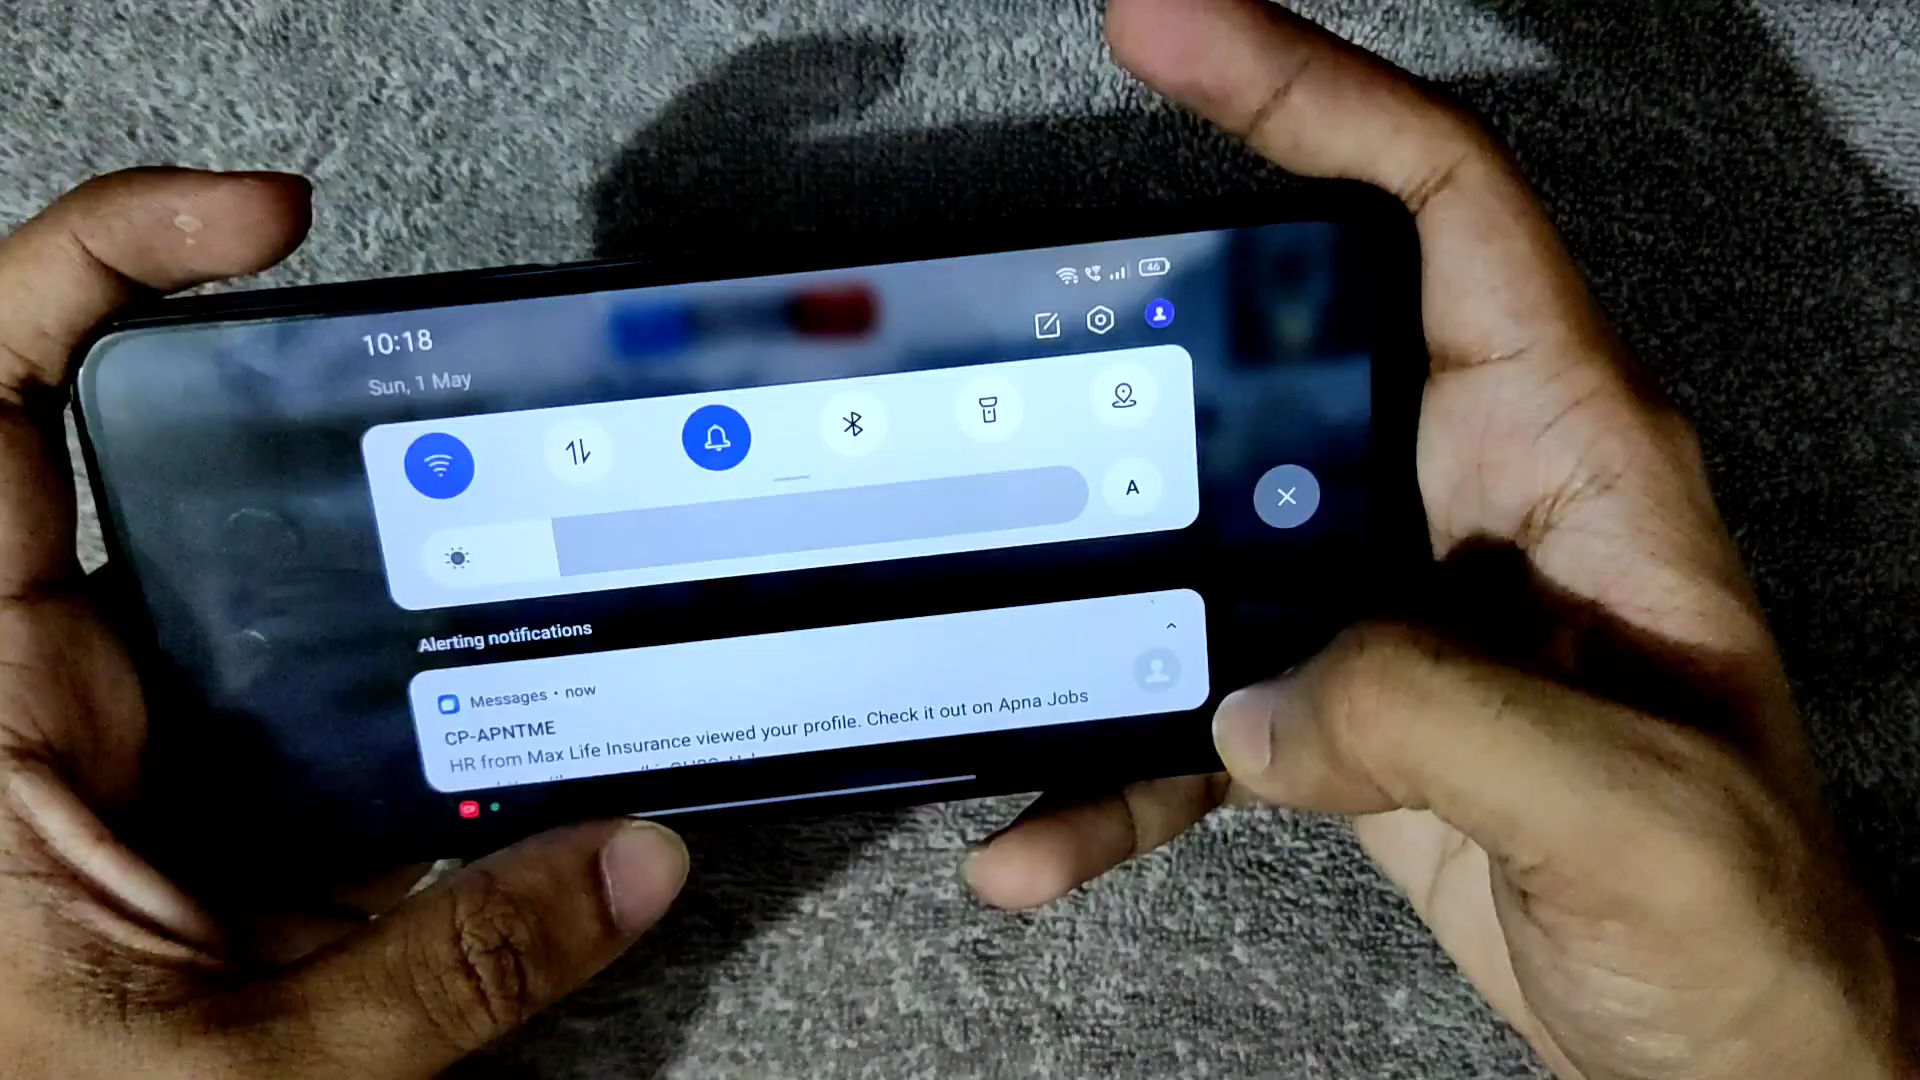 46
10:18
Sun, 1 May
A
Alerting notifications
Messages • now
CP-APNTME
HR from Max Life Insurance viewed your profile. Check it out on Apna Jobs